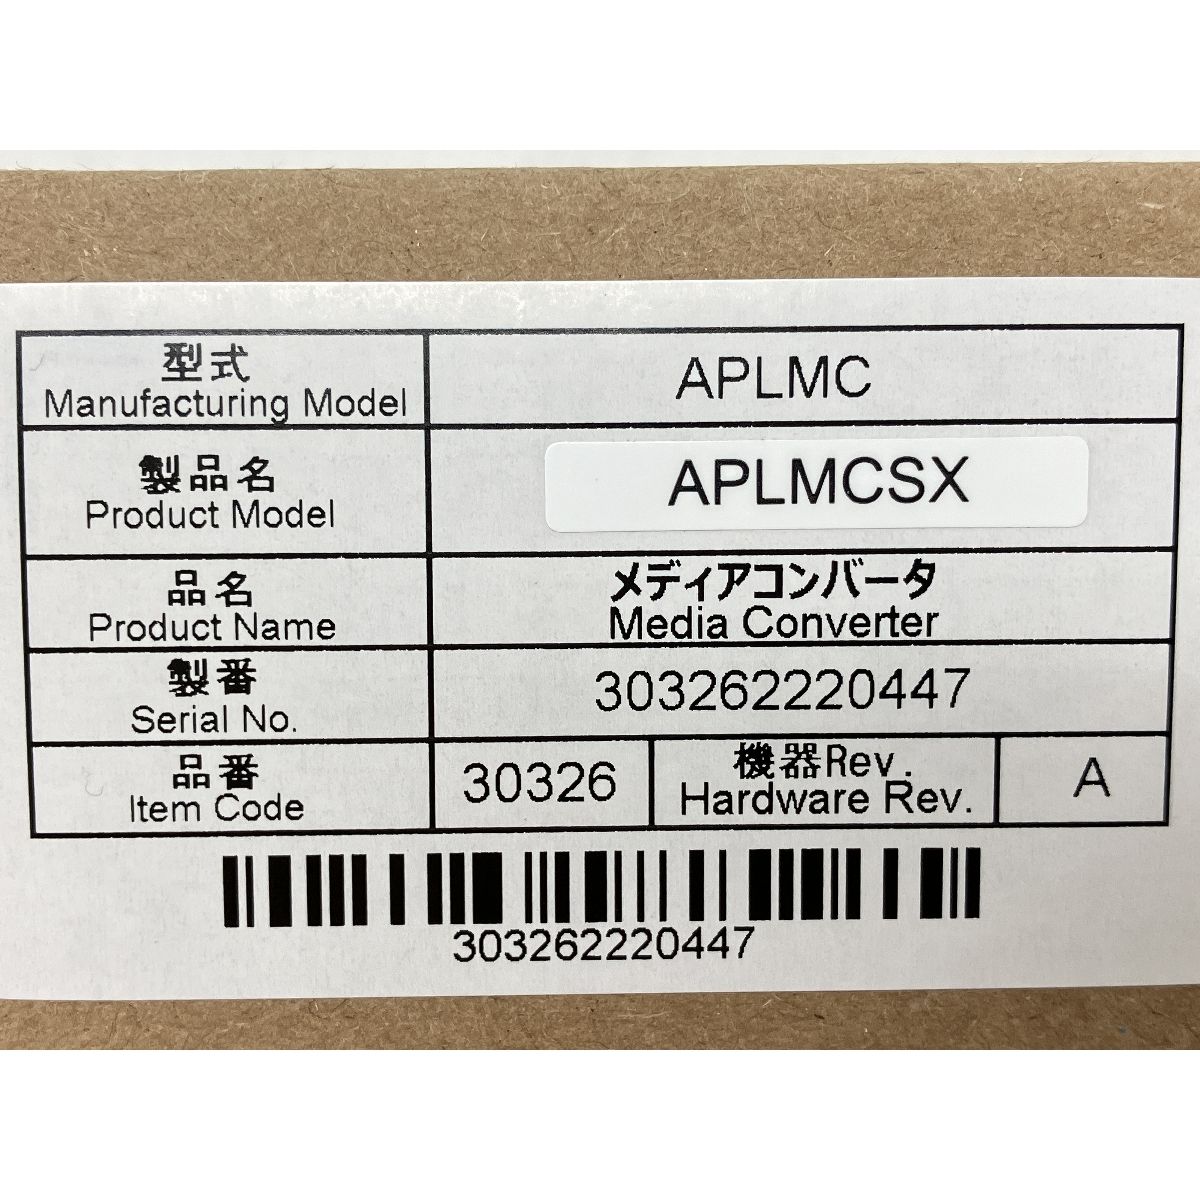 型式
Manufacturing Model
APLMC
製品名
Product Model
APLMCSX
品名
Product Name
メディアコンバータ
Media Converter
製番
Serial No.
303262220447
品番
Item Code
30326
機器Rev.
Hardware Rev.
A
303262220447